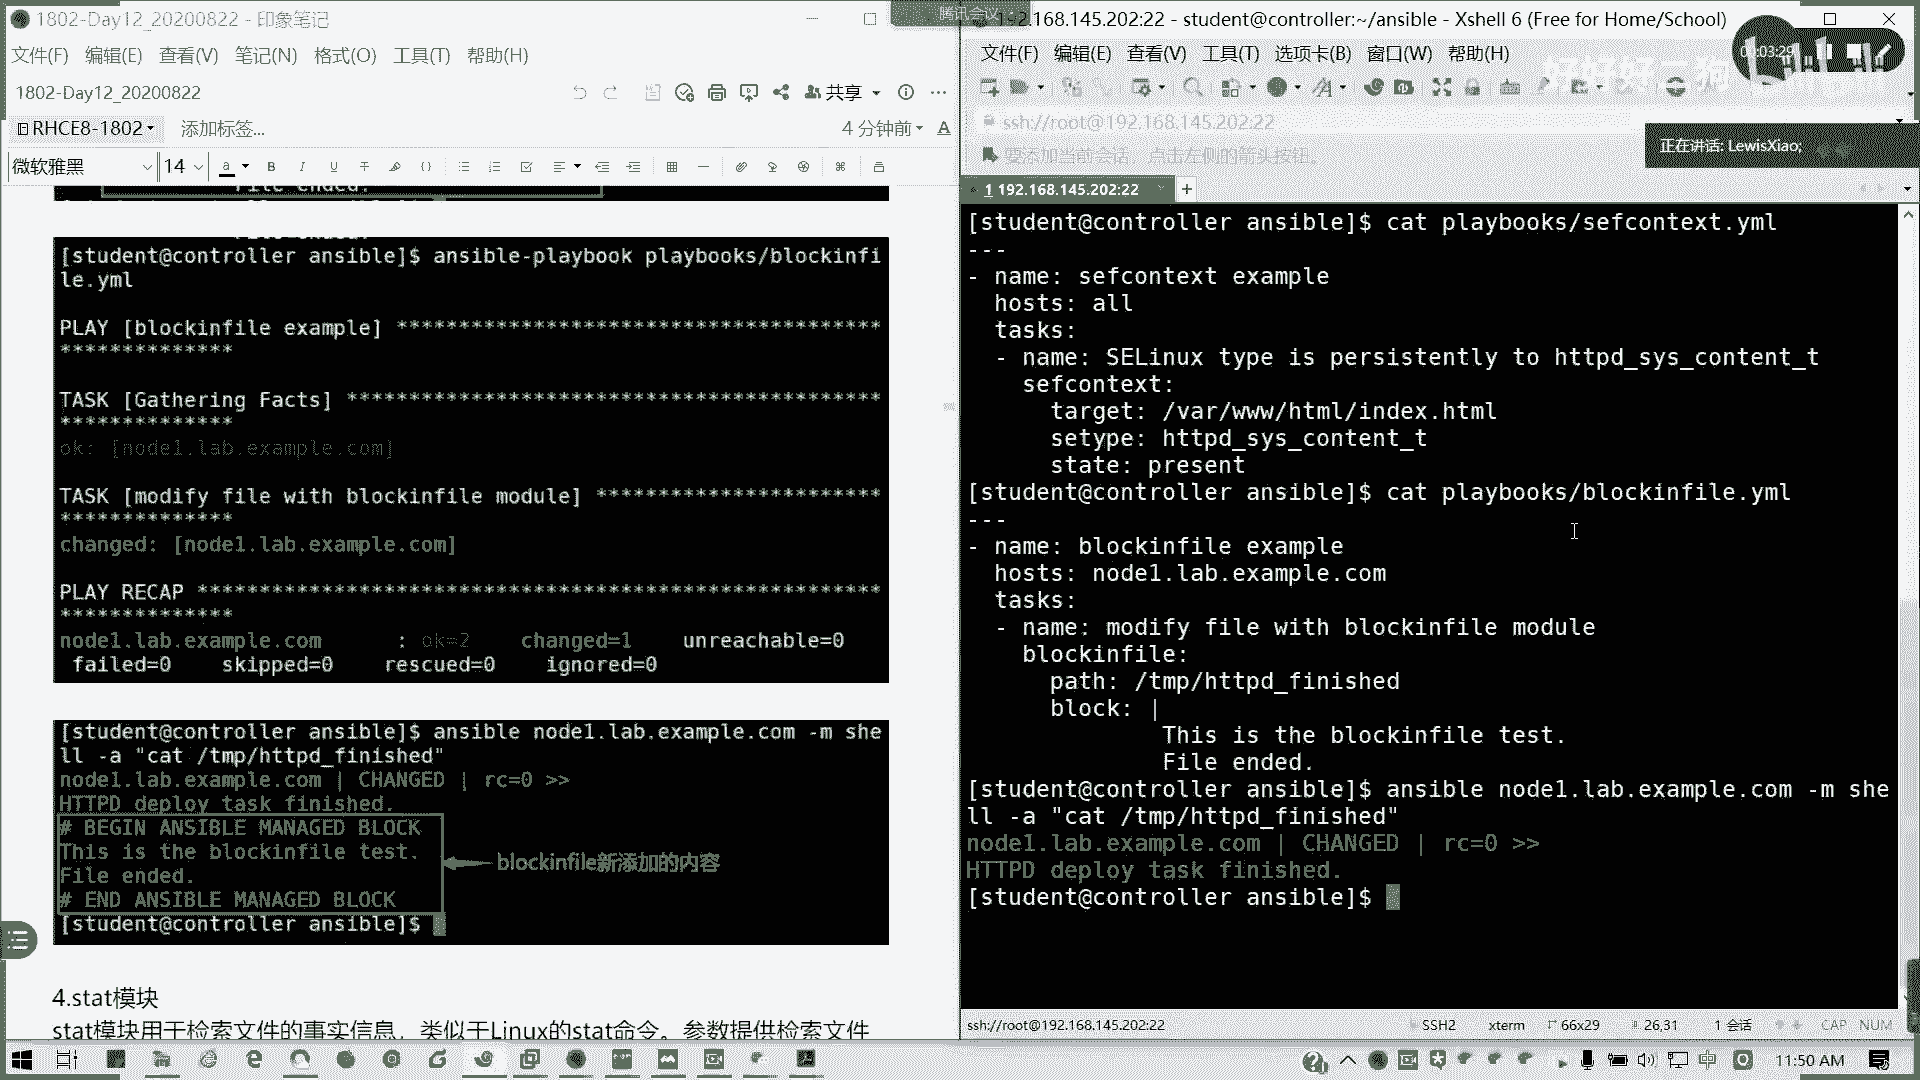 1802-Day12_20200822 - 印象笔记
文件(F) 编辑(E) 查看(V) 笔记(N) 格式(O) 工具(T) 帮助(H)
1802-Day12_20200822
共享
RHCE8-1802
添加标签...
4 分钟前
微软雅黑 14
File ended.
[student@controller ansible]$ ansible-playbook playbooks/blockinfi
le.yml
PLAY [blockinfile example] ***************************************
**************
TASK [Gathering Facts] *******************************************
**************
ok: [node1.lab.example.com]
TASK [modify file with blockinfile module] ***********************
**************
changed: [node1.lab.example.com]
PLAY RECAP *******************************************************
**************
node1.lab.example.com : ok=2 changed=1 unreachable=0
failed=0 skipped=0 rescued=0 ignored=0
[student@controller ansible]$ ansible node1.lab.example.com -m she
ll -a "cat /tmp/httpd_finished"
node1.lab.example.com | CHANGED | rc=0 >>
HTTPD deploy task finished.
# BEGIN ANSIBLE MANAGED BLOCK
This is the blockinfile test.
File ended.
# END ANSIBLE MANAGED BLOCK
blockinfile新添加的内容
[student@controller ansible]$
4.stat模块
stat模块用于检索文件的事实信息，类似于Linux的stat命令。参数提供检索文件
腾讯会议
2.168.145.202:22 - student@controller:~/ansible - Xshell 6 (Free for Home/School)
文件(F) 编辑(E) 查看(V) 工具(T) 选项卡(B) 窗口(W) 帮助(H)
03:29
ssh://root@192.168.145.202:22
要添加当前会话，点击左侧的箭头按钮。
正在讲话: LewisXiao;
1 192.168.145.202:22
[student@controller ansible]$ cat playbooks/sefcontext.yml
---
- name: sefcontext example
hosts: all
tasks:
- name: SELinux type is persistently to httpd_sys_content_t
sefcontext:
target: /var/www/html/index.html
setype: httpd_sys_content_t
state: present
[student@controller ansible]$ cat playbooks/blockinfile.yml
---
- name: blockinfile example
hosts: node1.lab.example.com
tasks:
- name: modify file with blockinfile module
blockinfile:
path: /tmp/httpd_finished
block: |
This is the blockinfile test.
File ended.
[student@controller ansible]$ ansible node1.lab.example.com -m she
ll -a "cat /tmp/httpd_finished"
node1.lab.example.com | CHANGED | rc=0 >>
HTTPD deploy task finished.
[student@controller ansible]$
ssh://root@192.168.145.202:22 SSH2 xterm 66x29 26,31 1 会话 CAP NUM
中
11:50 AM